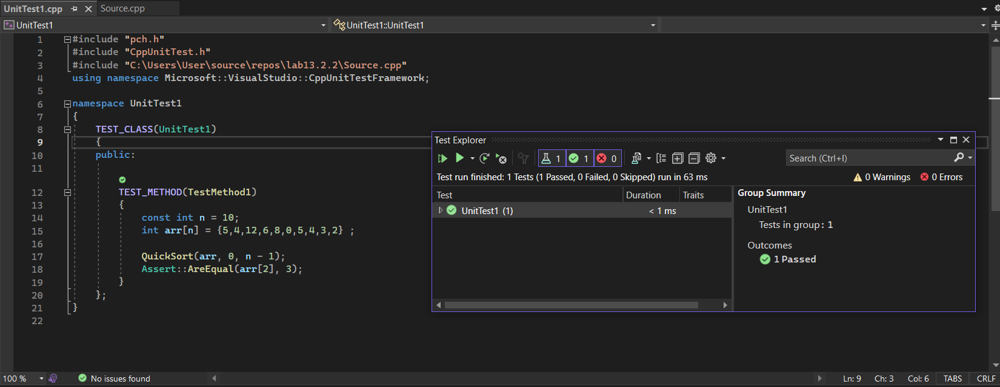 UnitTest1.cpp
Source.cpp
UnitTest1
UnitTest1::UnitTest1
1 #include "pch.h"
2 #include "CppUnitTest.h"
3 #include "C:\Users\User\source\repos\lab13.2.2\Source.cpp"
4 using namespace Microsoft::VisualStudio::CppUnitTestFramework;
5
6 namespace UnitTest1
7 {
8 TEST_CLASS(UnitTest1)
9 {
10 public:
11
12 TEST_METHOD(TestMethod1)
13 {
14 const int n = 10;
15 int arr[n] = {5,4,12,6,8,0,5,4,3,2} ;
16
17 QuickSort(arr, 0, n - 1);
18 Assert::AreEqual(arr[2], 3);
19 }
20 };
21 }
22
Test Explorer
1 1 0
Search (Ctrl+I)
Test run finished: 1 Tests (1 Passed, 0 Failed, 0 Skipped) run in 63 ms
0 Warnings 0 Errors
Test Duration Traits
UnitTest1 (1) < 1 ms
Group Summary
UnitTest1
Tests in group: 1
Outcomes
1 Passed
100 % No issues found Ln: 9 Ch: 3 Col: 6 TABS CRLF